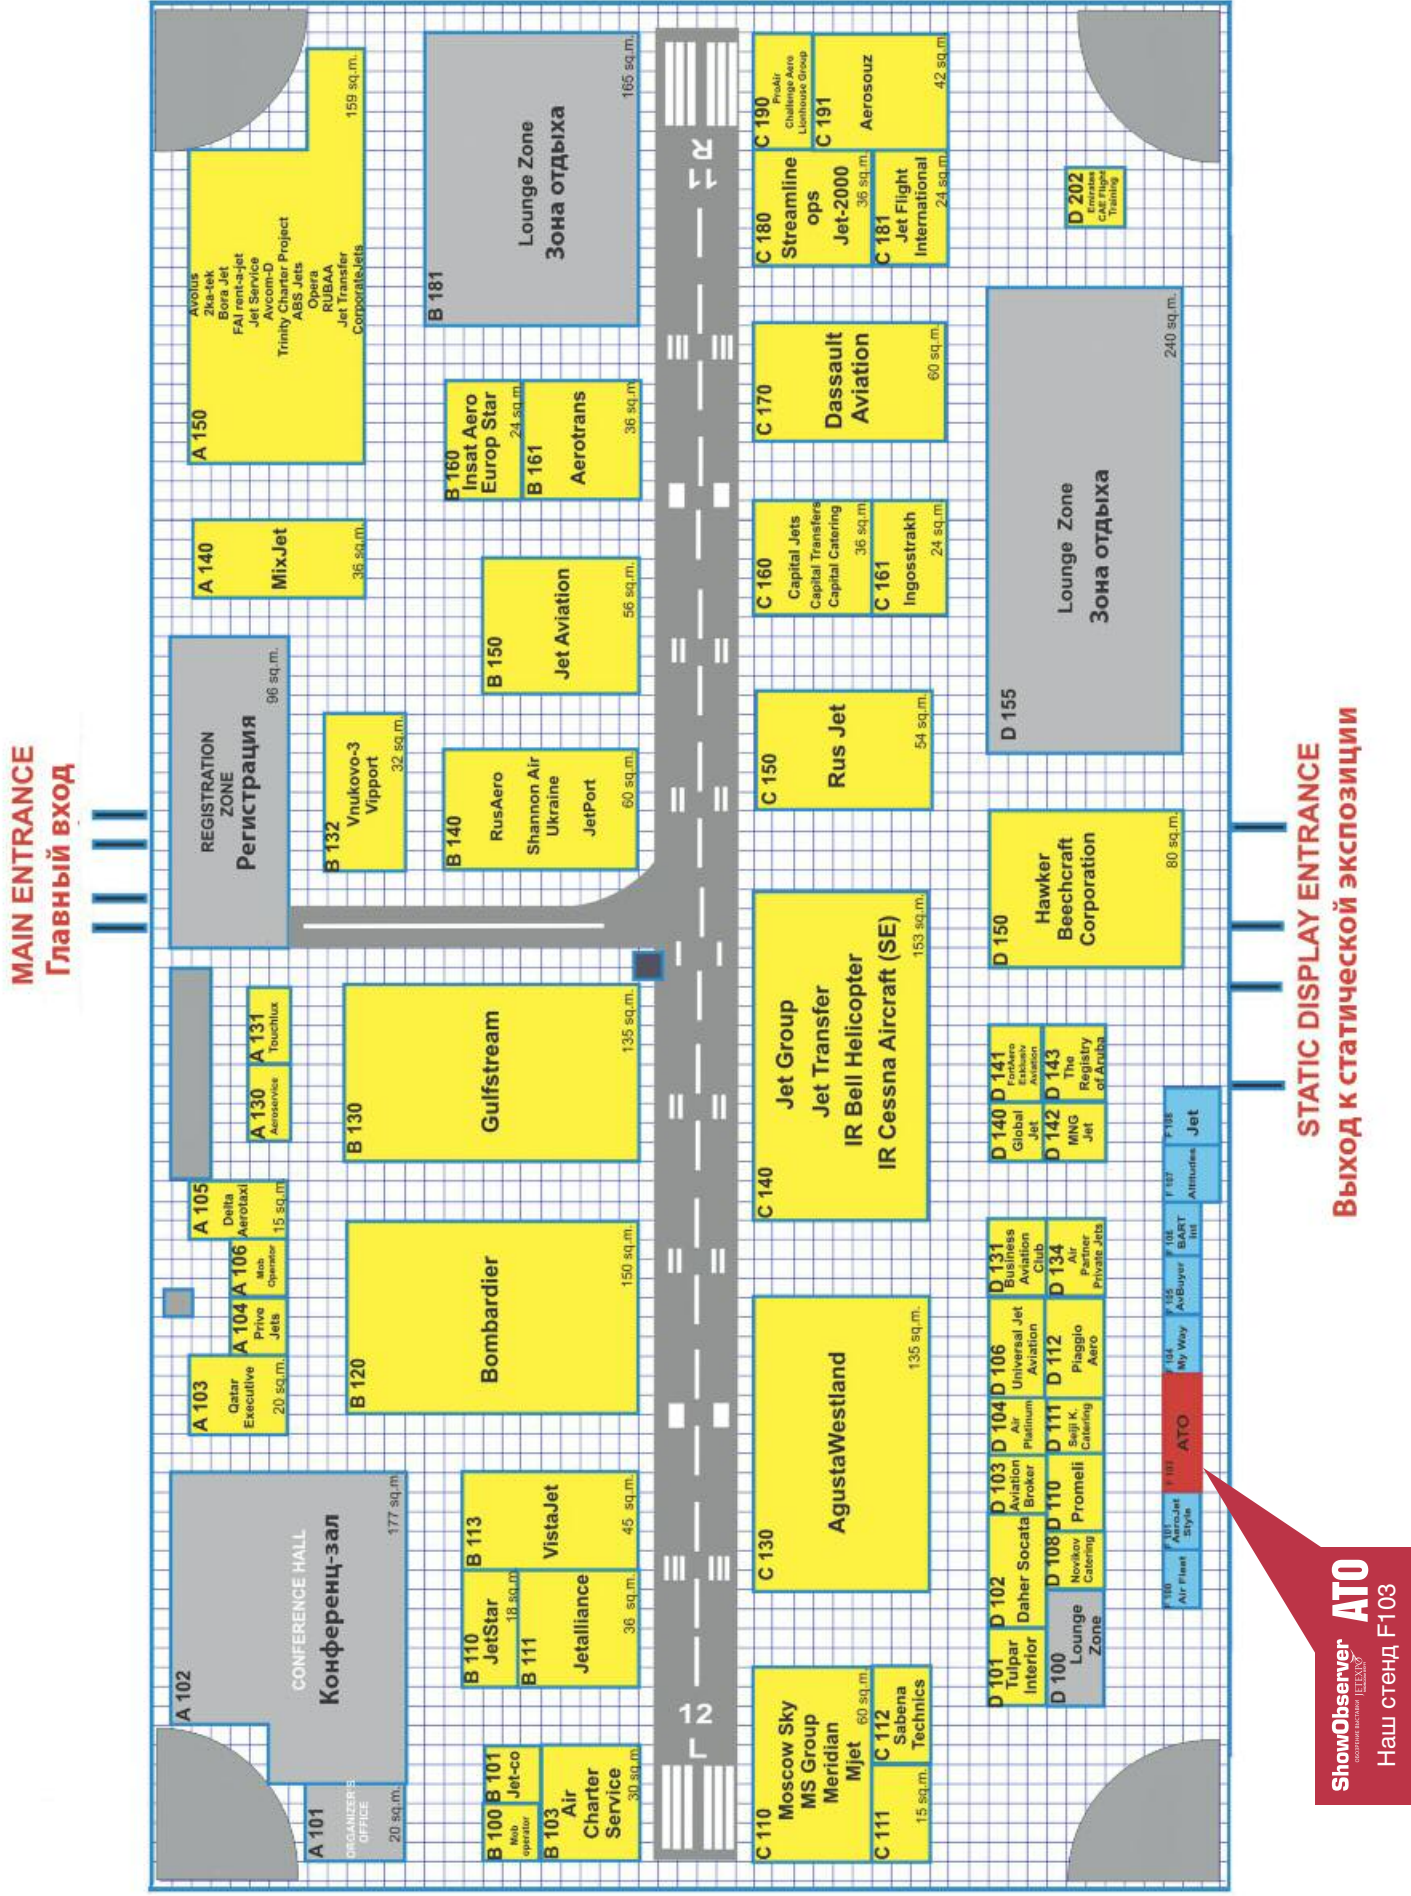 MAIN ENTRANCE
Главный вход
A 101
ORGANIZER'S
OFFICE
20 sq.m.
A 102
CONFERENCE HALL
Конференц-зал
177 sq.m
A 103
Qatar
Executive
20 sq.m.
A 104
Prive
Jets
A 106
Mob
Operator
A 105
Delta
Aerotaxi
15 sq.m
A 130
Aeroservice
A 131
Touchlux
REGISTRATION
ZONE
Регистрация
96 sq.m.
A 140
MixJet
36 sq.m.
A 150
Avolus
2ka-tek
Bora Jet
FAI rent-a-jet
Jet Service
Avcom-D
Trinity Charter Project
ABS Jets
Opera
RUBAA
Jet Transfer
CorporateJets
159 sq.m.
B 100
Mob
operator
B 101
Jet-co
B 103
Air
Charter
Service
30 sq.m
B 110
JetStar
18 sq.m
B 111
Jetalliance
36 sq.m.
B 113
VistaJet
45 sq.m.
B 120
Bombardier
150 sq.m.
B 130
Gulfstream
135 sq.m.
B 132
Vnukovo-3
Vipport
32 sq.m.
B 140
RusAero
Shannon Air
Ukraine
JetPort
60 sq.m.
B 150
Jet Aviation
56 sq.m.
B 160
Insat Aero
Europ Star
24 sq.m
B 161
Aerotrans
36 sq.m
B 181
Lounge Zone
Зона отдыха
165 sq.m.
12
L
R
11
C 110
Moscow Sky
MS Group
Meridian
Mjet
60 sq.m.
C 111
15 sq.m.
C 112
Sabena
Technics
C 130
AgustaWestland
135 sq.m.
C 140
Jet Group
Jet Transfer
IR Bell Helicopter
IR Cessna Aircraft (SE)
153 sq.m.
C 150
Rus Jet
54 sq.m.
C 160
Capital Jets
Capital Transfers
Capital Catering
36 sq.m
C 161
Ingosstrakh
24 sq.m
C 170
Dassault
Aviation
60 sq.m.
C 180
Streamline
ops
Jet-2000
36 sq.m.
C 181
Jet Flight
International
24 sq.m
C 190
ProAir
Challenge Aero
Lionhouse Group
C 191
Aerosouz
42 sq.m.
D 101
Tulpar
Interior
D 100
Lounge
Zone
D 102
Daher Socata
D 108
Novikov
Catering
D 103
Aviation
Broker
D 110
Promeli
D 104
Air
Platinum
D 111
Seiji K.
Catering
D 106
Universal Jet
Aviation
D 112
Piaggio
Aero
D 131
Business
Aviation
Club
D 134
Air
Partner
Private Jets
D 140
Global
Jet
D 142
MNG
Jet
D 141
FortAero
Esklusiv
Aviation
D 143
The
Registry
of Aruba
D 150
Hawker
Beechcraft
Corporation
80 sq.m.
D 155
Lounge Zone
Зона отдыха
240 sq.m.
D 202
Emirates
CAE Flight
Training
F 100
Air Fleet
F 101
AeroJet
Style
F 103
ATO
F 104
My Way
F 105
AvBuyer
F 106
BART
Int
F 107
Altitudes
F 108
Jet
STATIC DISPLAY ENTRANCE
Выход к статической экспозиции
ShowObserver ATO
ОБОЗРЕНИЕ ВЫСТАВКИ JETEXPO
Наш стенд F103